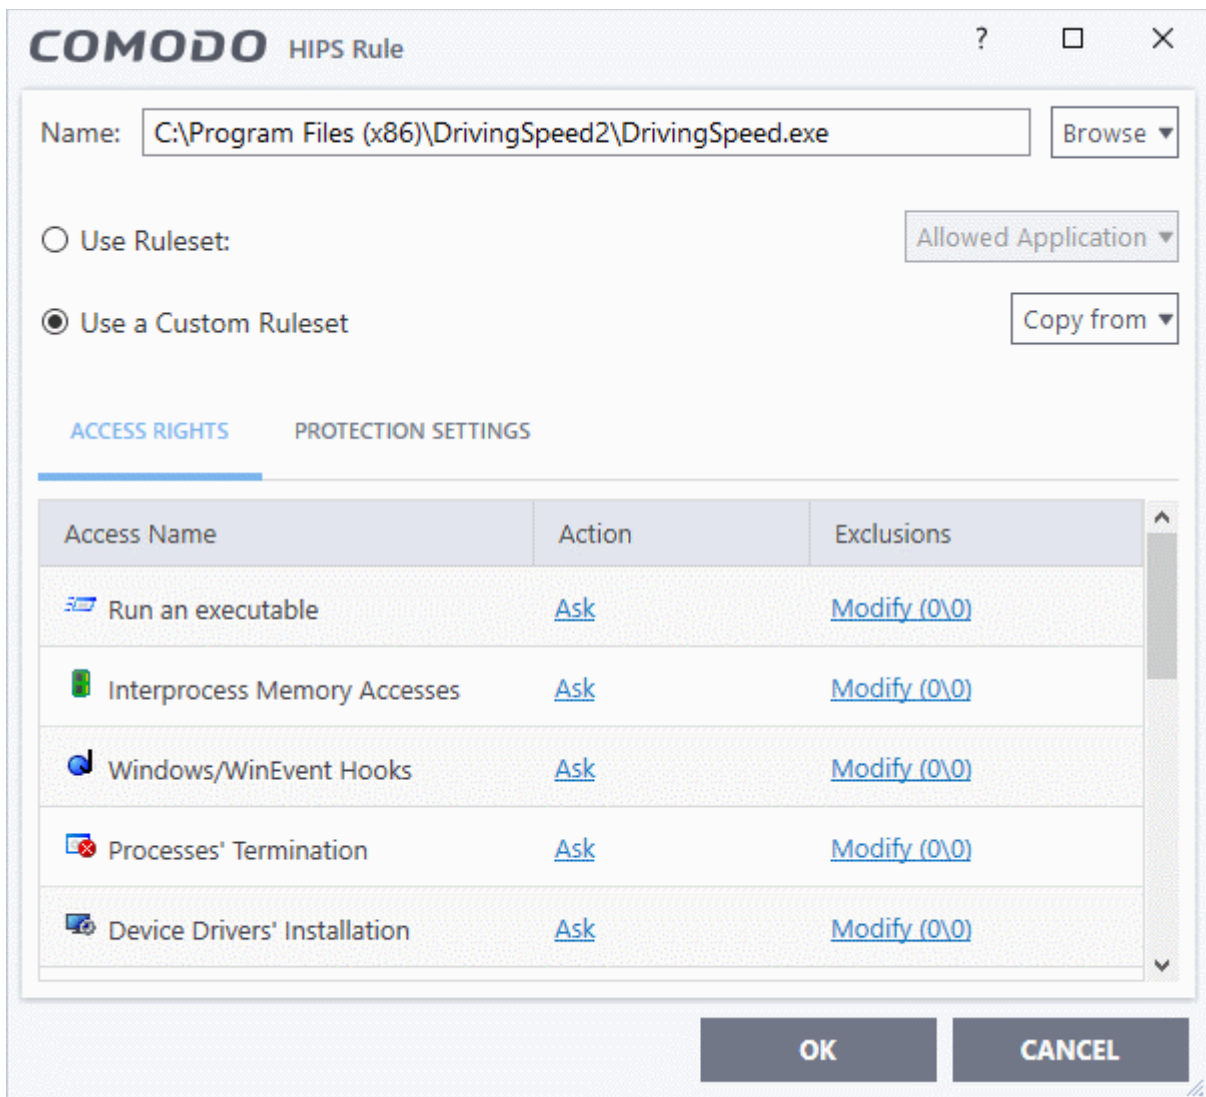 COMODO HIPS Rule ?
Name: C:\Program Files (x86)\DrivingSpeed2\DrivingSpeed.exe Browse
Use Ruleset: Allowed Application
Use a Custom Ruleset Copy from
ACCESS RIGHTS PROTECTION SETTINGS
Access Name Action Exclusions
Run an executable Ask Modify (0\0)
Interprocess Memory Accesses Ask Modify (0\0)
Windows/WinEvent Hooks Ask Modify (0\0)
Processes' Termination Ask Modify (0\0)
Device Drivers' Installation Ask Modify (0\0)
OK CANCEL